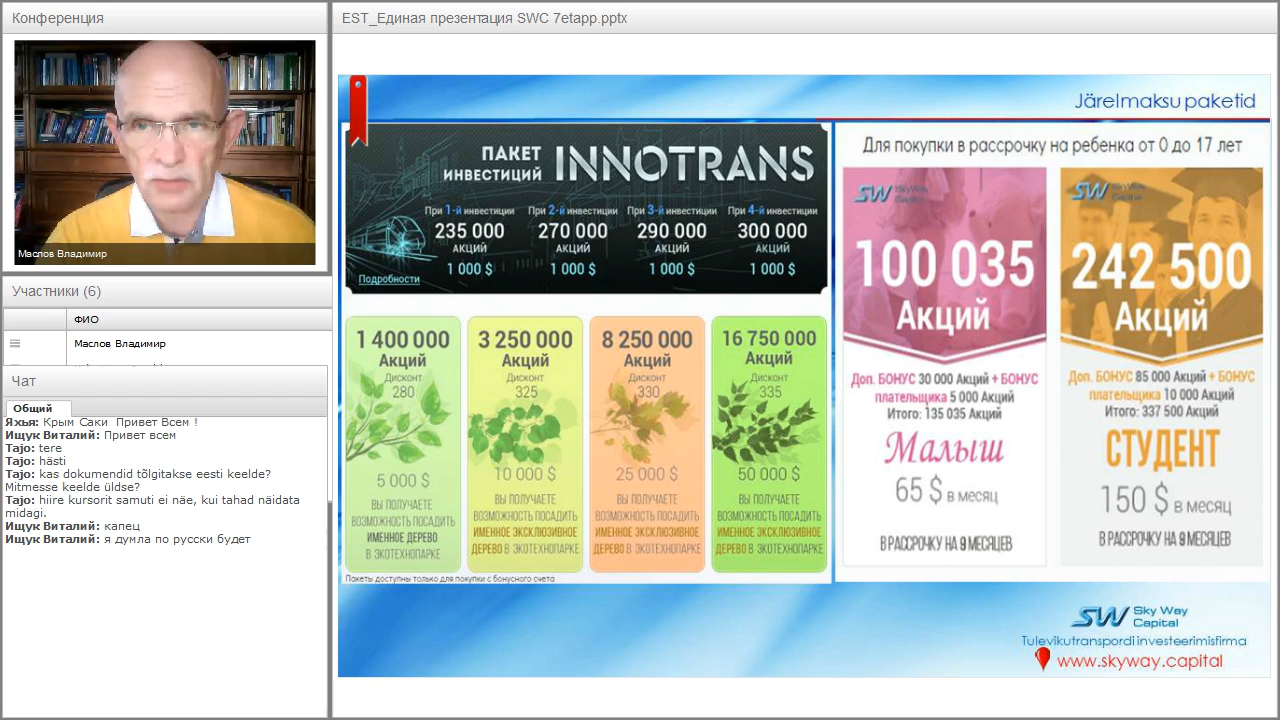 Конференция
Маслов Владимир
Участники (6)
ФИО
Маслов Владимир
Чат
Общий
Яхья: Крым Саки Привет Всем !
Ищук Виталий: Привет всем
Tajo: tere
Tajo: hästi
Tajo: kas dokumendid tõlgitakse eesti keelde?
Mitmesse keelde üldse?
Tajo: hiire kursorit samuti ei näe, kui tahad näidata
midagi.
Ищук Виталий: капец
Ищук Виталий: я думла по русски будет
EST_Единая презентация SWC 7etapp.pptx
Järelmaksu paketid
ПАКЕТ
ИНВЕСТИЦИЙ
INNOTRANS
При 1-й инвестиции
235 000
АКЦИЙ
1 000 $
При 2-й инвестиции
270 000
АКЦИЙ
1 000 $
При 3-й инвестиции
290 000
АКЦИЙ
1 000 $
При 4-й инвестиции
300 000
АКЦИЙ
1 000 $
Подробности
1 400 000
Акций
Дисконт
280
5 000 $
ВЫ ПОЛУЧАЕТЕ
ВОЗМОЖНОСТЬ ПОСАДИТЬ
ИМЕННОЕ ДЕРЕВО
В ЭКОТЕХНОПАРКЕ
3 250 000
Акций
Дисконт
325
10 000 $
ВЫ ПОЛУЧАЕТЕ
ВОЗМОЖНОСТЬ ПОСАДИТЬ
ИМЕННОЕ ЭКСКЛЮЗИВНОЕ
ДЕРЕВО В ЭКОТЕХНОПАРКЕ
8 250 000
Акций
Дисконт
330
25 000 $
ВЫ ПОЛУЧАЕТЕ
ВОЗМОЖНОСТЬ ПОСАДИТЬ
ИМЕННОЕ ЭКСКЛЮЗИВНОЕ
ДЕРЕВО В ЭКОТЕХНОПАРКЕ
16 750 000
Акций
Дисконт
335
50 000 $
ВЫ ПОЛУЧАЕТЕ
ВОЗМОЖНОСТЬ ПОСАДИТЬ
ИМЕННОЕ ЭКСКЛЮЗИВНОЕ
ДЕРЕВО В ЭКОТЕХНОПАРКЕ
Пакеты доступны только для покупки с бонусного счета
Для покупки в рассрочку на ребенка от 0 до 17 лет
SW SkyWay
Capital
100 035
Акций
Доп. БОНУС 30 000 Акций + БОНУС
плательщика 5 000 Акций
Итого: 135 035 Акций
Малыш
65 $ в месяц
В РАССРОЧКУ НА 9 МЕСЯЦЕВ
SW SkyWay
Capital
242 500
Акций
Доп. БОНУС 85 000 Акций + БОНУС
плательщика 10 000 Акций
Итого: 337 500 Акций
СТУДЕНТ
150 $ в месяц
В РАССРОЧКУ НА 9 МЕСЯЦЕВ
SW Sky Way
Capital
Tulevikutranspordi investeerimisfirma
www.skyway.capital